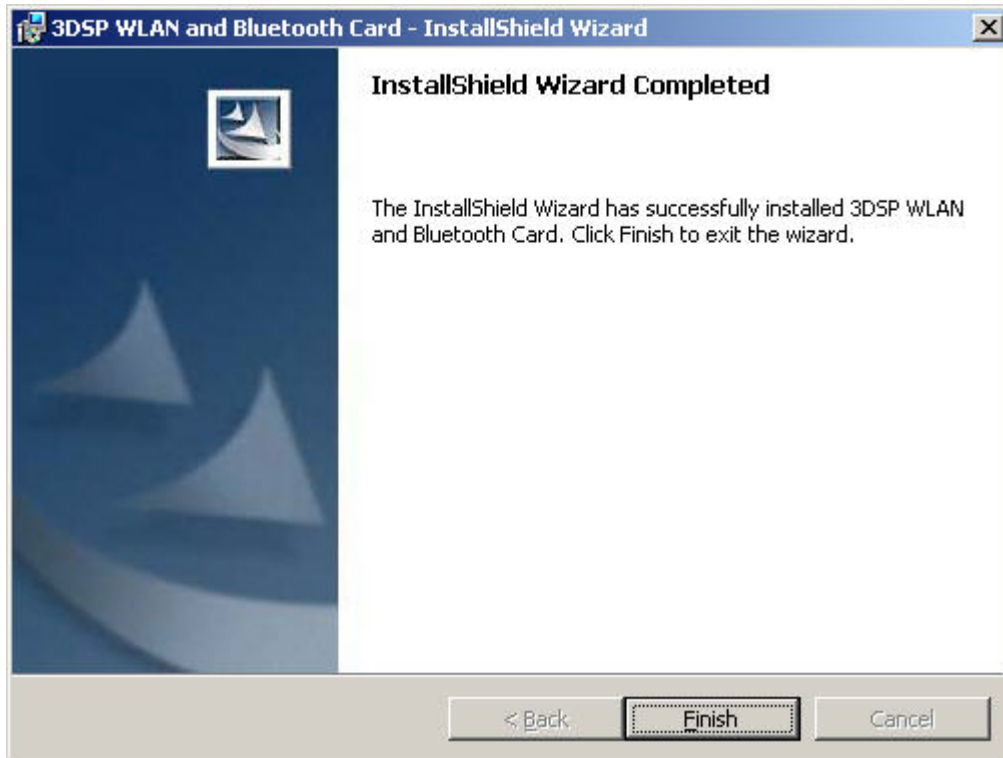 3DSP WLAN and Bluetooth Card - InstallShield Wizard
InstallShield Wizard Completed
The InstallShield Wizard has successfully installed 3DSP WLAN
and Bluetooth Card. Click Finish to exit the wizard.
< Back Finish Cancel